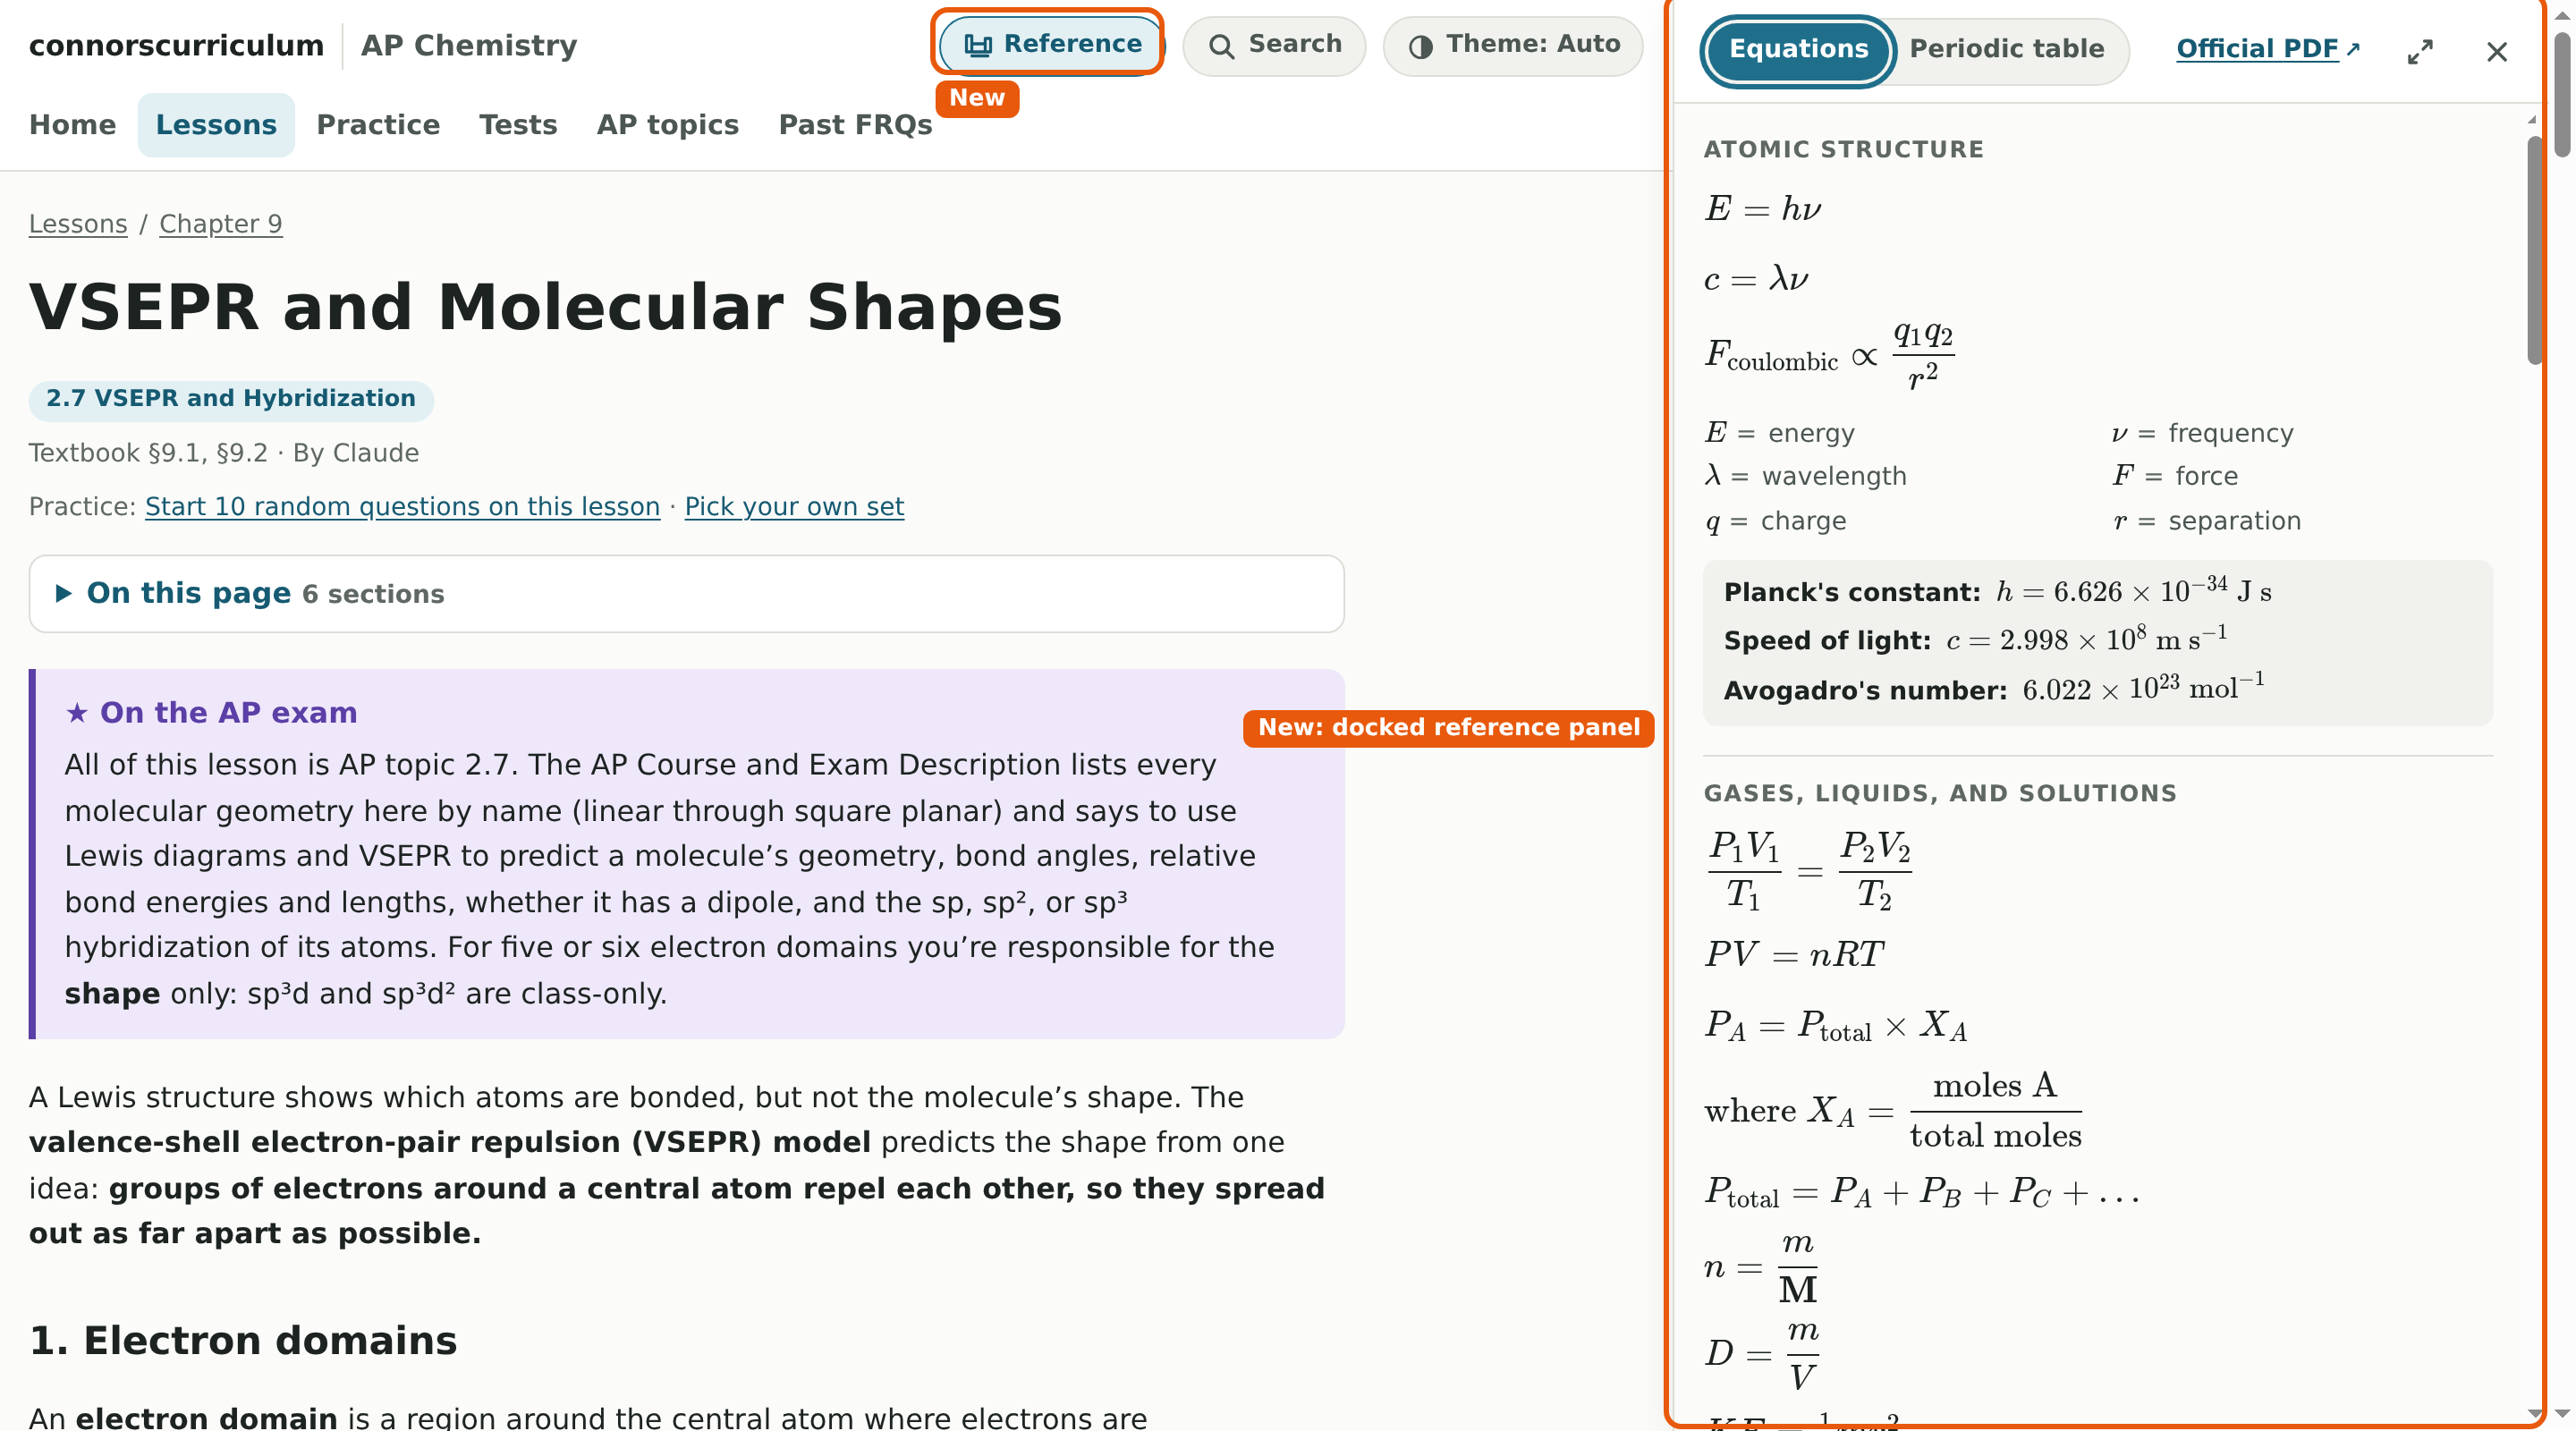 connorscurriculum
AP Chemistry
Reference
Search
Theme: Auto
New
Home
Lessons
Practice
Tests
AP topics
Past FRQs
Lessons / Chapter 9
VSEPR and Molecular Shapes
2.7 VSEPR and Hybridization
Textbook §9.1, §9.2 · By Claude
Practice: Start 10 random questions on this lesson · Pick your own set
▶ On this page 6 sections
★ On the AP exam
All of this lesson is AP topic 2.7. The AP Course and Exam Description lists every
molecular geometry here by name (linear through square planar) and says to use
Lewis diagrams and VSEPR to predict a molecule’s geometry, bond angles, relative
bond energies and lengths, whether it has a dipole, and the sp, sp², or sp³
hybridization of its atoms. For five or six electron domains you’re responsible for the
shape only: sp³d and sp³d² are class-only.
New: docked reference panel
A Lewis structure shows which atoms are bonded, but not the molecule’s shape. The
valence-shell electron-pair repulsion (VSEPR) model predicts the shape from one
idea: groups of electrons around a central atom repel each other, so they spread
out as far apart as possible.
1. Electron domains
An electron domain is a region around the central atom where electrons are
Equations
Periodic table
Official PDF ↗
ATOMIC STRUCTURE
E = hν
c = λν
F_coulombic ∝ q₁q₂ / r²
E = energy
ν = frequency
λ = wavelength
F = force
q = charge
r = separation
Planck's constant: h = 6.626 × 10⁻³⁴ J s
Speed of light: c = 2.998 × 10⁸ m s⁻¹
Avogadro's number: 6.022 × 10²³ mol⁻¹
GASES, LIQUIDS, AND SOLUTIONS
P₁V₁ / T₁ = P₂V₂ / T₂
PV = nRT
P_A = P_total × X_A
where X_A = moles A / total moles
P_total = P_A + P_B + P_C + …
n = m / M
D = m / V